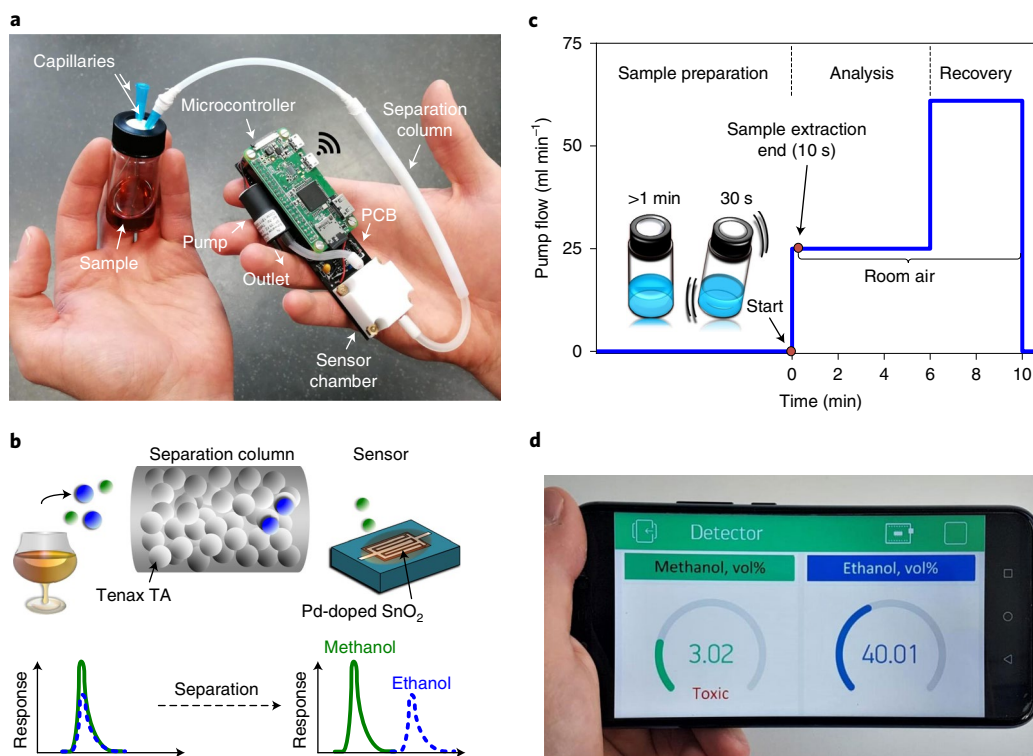 a
Capillaries
Microcontroller
Separation
column
PCB
Pump
Sample
Outlet
Sensor
chamber
b
Separation column
Sensor
Tenax TA
Pd-doped SnO₂
Methanol
Ethanol
Response
Separation
Response
c
75
50
25
0
Pump flow (ml min⁻¹)
Sample preparation
Analysis
Recovery
Sample extraction
end (10 s)
>1 min
30 s
Room air
Start
0
2
4
6
8
10
Time (min)
d
Detector
Methanol, vol%
Ethanol, vol%
3.02
40.01
Toxic